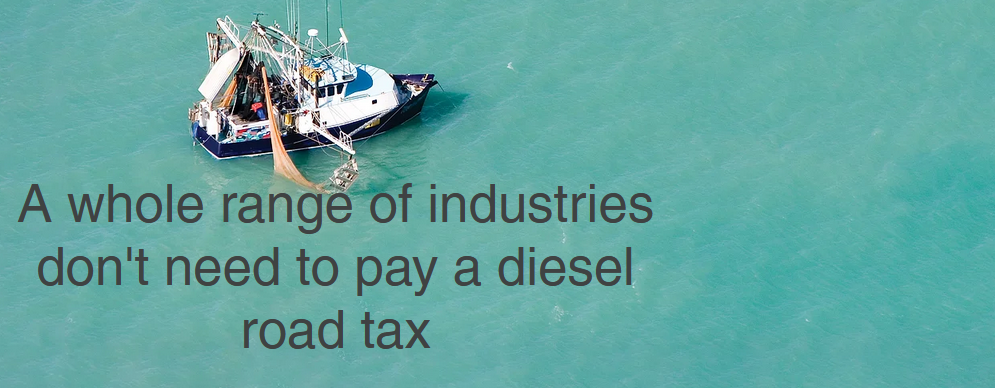 A whole range of industries
don't need to pay a diesel
road tax